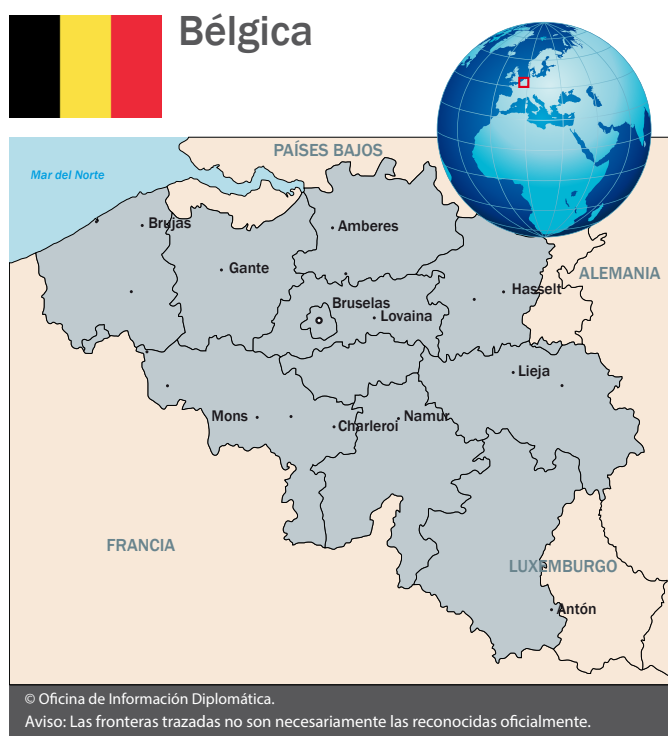 Bélgica
PAÍSES BAJOS
Mar del Norte
Brujas
Amberes
Gante
ALEMANIA
Hasselt
Bruselas
Lovaina
Lieja
Mons
Namur
Charleroi
FRANCIA
LUXEMBURGO
Antón
© Oficina de Información Diplomática.
Aviso: Las fronteras trazadas no son necesariamente las reconocidas oficialmente.